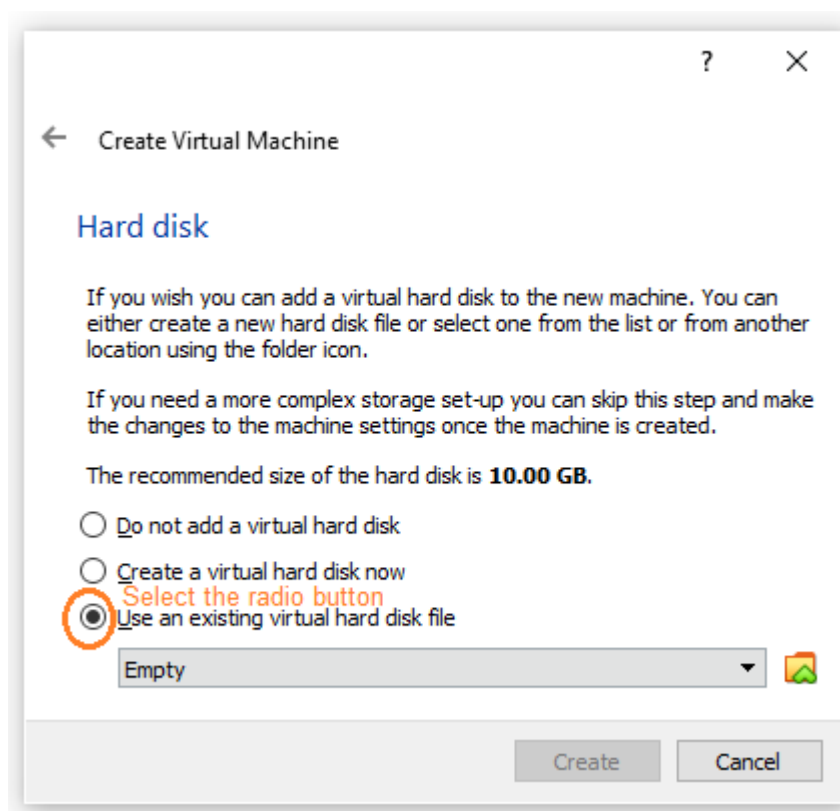 ?
Create Virtual Machine
Hard disk
If you wish you can add a virtual hard disk to the new machine. You can
either create a new hard disk file or select one from the list or from another
location using the folder icon.
If you need a more complex storage set-up you can skip this step and make
the changes to the machine settings once the machine is created.
The recommended size of the hard disk is 10.00 GB.
Do not add a virtual hard disk
Create a virtual hard disk now
Select the radio button
Use an existing virtual hard disk file
Empty
Create Cancel